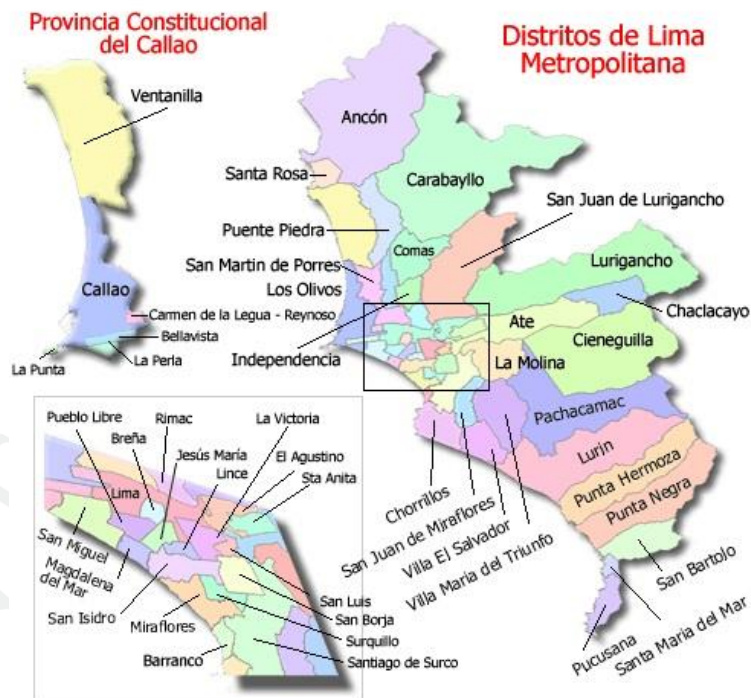 Provincia Constitucional
del Callao
Ventanilla
Callao
Carmen de la Legua - Reynoso
Bellavista
La Perla
La Punta
Distritos de Lima
Metropolitana
Ancón
Santa Rosa
Carabayllo
San Juan de Lurigancho
Puente Piedra
Comas
San Martin de Porres
Lurigancho
Los Olivos
Chaclacayo
Ate
Cieneguilla
Independencia
La Molina
Pachacamac
Lurin
Punta Hermoza
Punta Negra
Chorrillos
San Juan de Miraflores
Villa El Salvador
Villa Maria del Triunfo
San Bartolo
Santa Maria del Mar
Pucusana
Pueblo Libre
Rimac
La Victoria
Breña
Jesús María
Lince
El Agustino
Sta Anita
Lima
San Miguel
Magdalena
del Mar
San Isidro
Miraflores
Barranco
San Luis
San Borja
Surquillo
Santiago de Surco